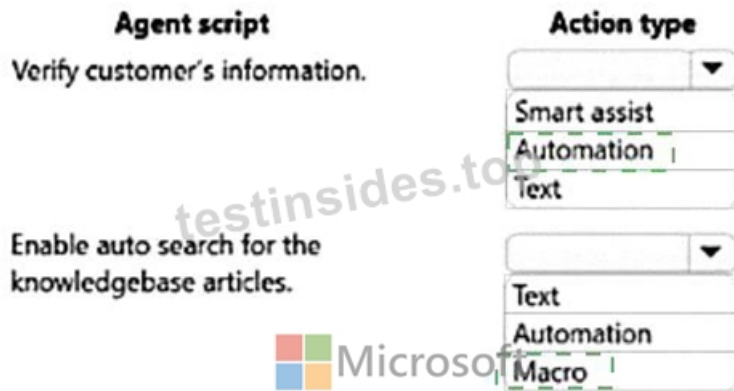 Agent script Action type
Verify customer's information.
Smart assist
Automation
Text
testinsides.top
Enable auto search for the
knowledgebase articles.
Text
Automation
Macro
Microsoft